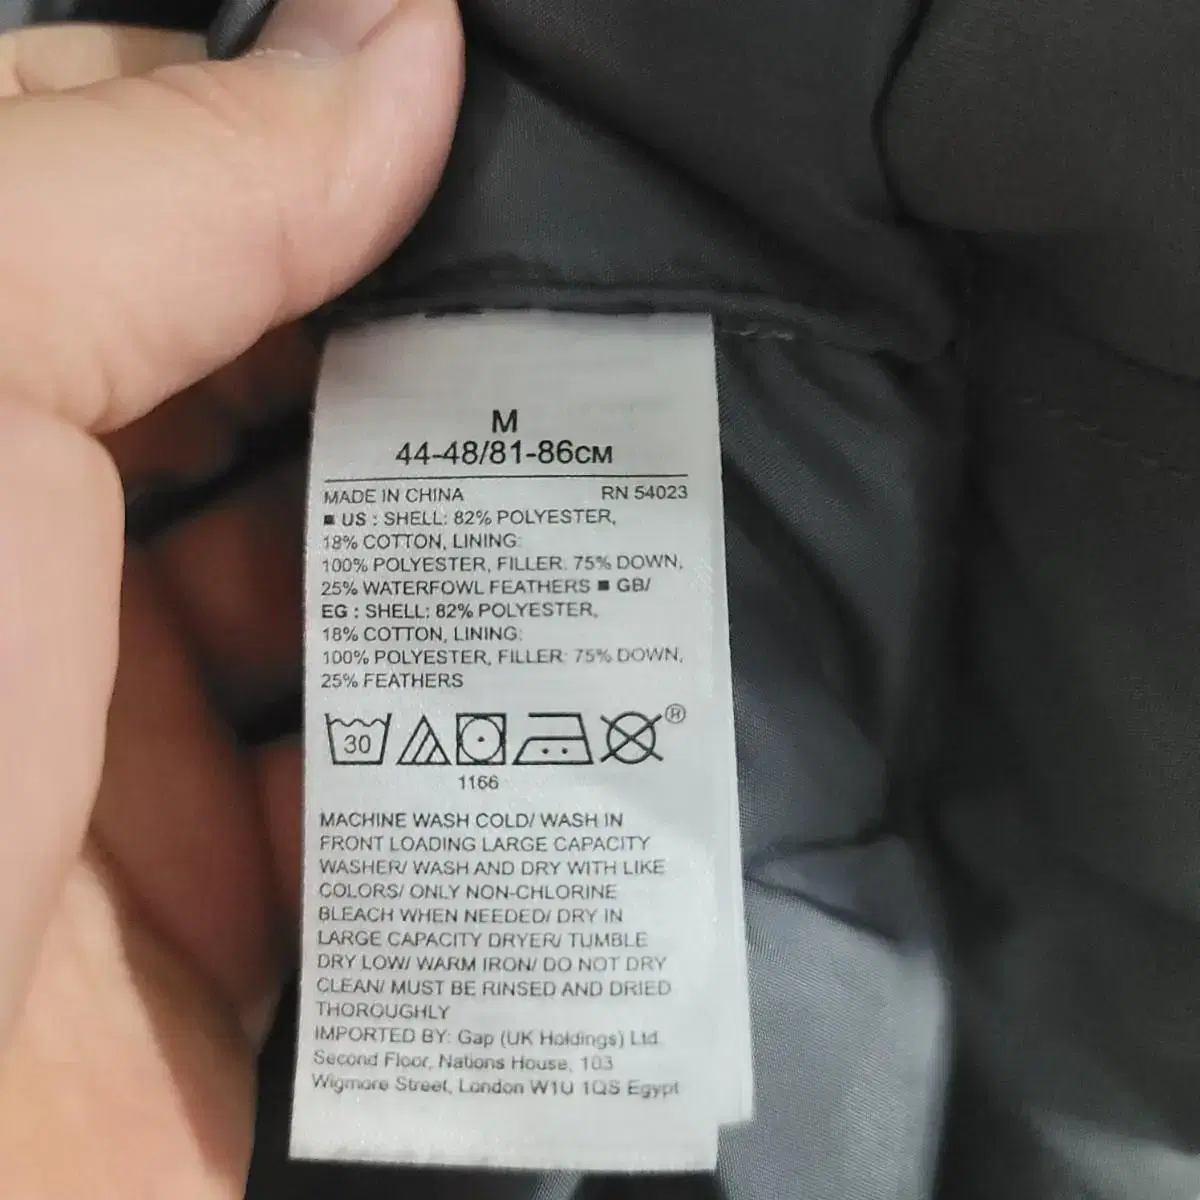 M
44-48/81-86CM
MADE IN CHINA RN 54023
■ US : SHELL: 82% POLYESTER,
18% COTTON, LINING:
100% POLYESTER, FILLER: 75% DOWN,
25% WATERFOWL FEATHERS ■ GB/
EG : SHELL: 82% POLYESTER,
18% COTTON, LINING:
100% POLYESTER, FILLER: 75% DOWN,
25% FEATHERS
30 ®
1166
MACHINE WASH COLD/ WASH IN
FRONT LOADING LARGE CAPACITY
WASHER/ WASH AND DRY WITH LIKE
COLORS/ ONLY NON-CHLORINE
BLEACH WHEN NEEDED/ DRY IN
LARGE CAPACITY DRYER/ TUMBLE
DRY LOW/ WARM IRON/ DO NOT DRY
CLEAN/ MUST BE RINSED AND DRIED
THOROUGHLY
IMPORTED BY: Gap (UK Holdings) Ltd.
Second Floor, Nations House, 103
Wigmore Street, London W1U 1QS Egypt